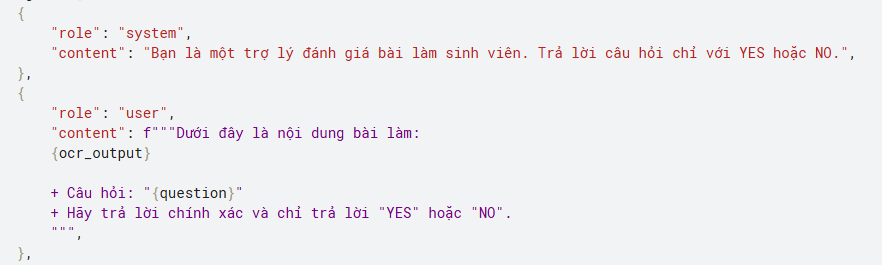 {
"role": "system",
"content": "Bạn là một trợ lý đánh giá bài làm sinh viên. Trả lời câu hỏi chỉ với YES hoặc NO.",
},
{
"role": "user",
"content": f"""Dưới đây là nội dung bài làm:
{ocr_output}
+ Câu hỏi: "{question}"
+ Hãy trả lời chính xác và chỉ trả lời "YES" hoặc "NO".
""",
},